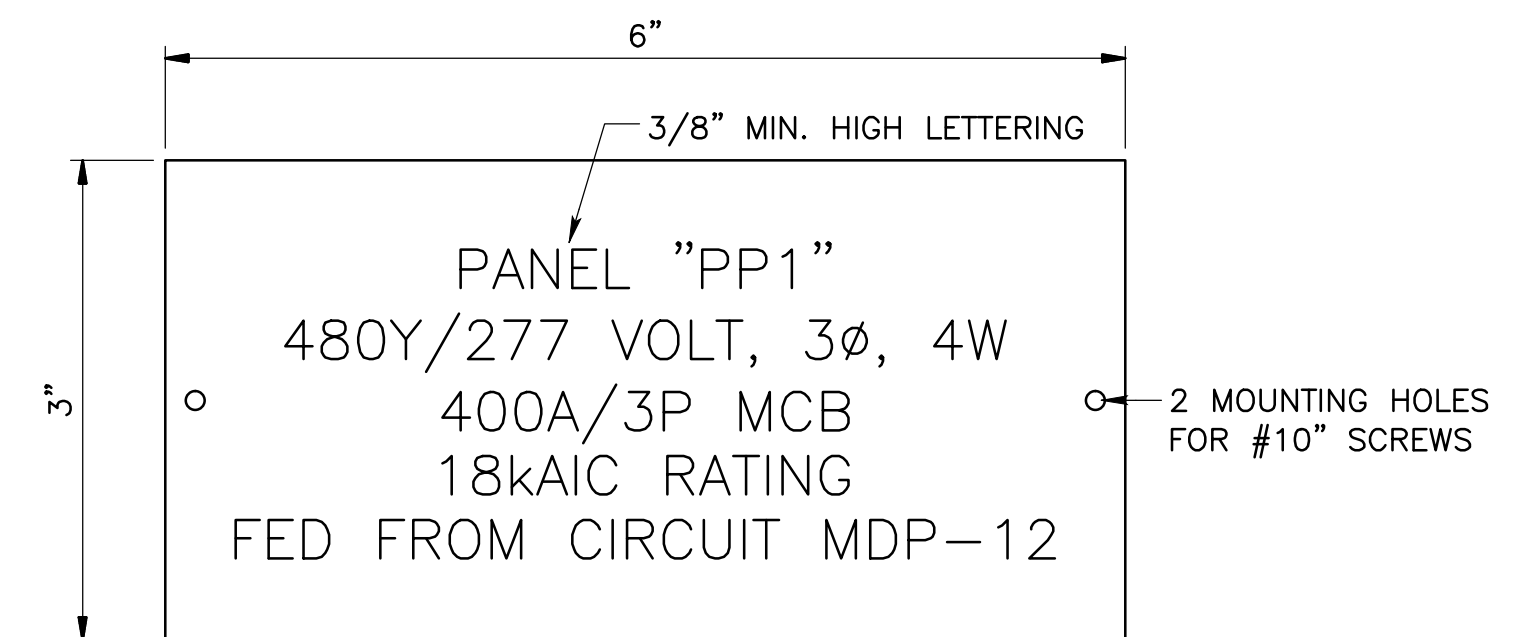 6”
3/8” MIN. HIGH LETTERING
PANEL ”PP1”
480Y/277 VOLT, 3ø, 4W
3”
400A/3P MCB
2 MOUNTING HOLES
FOR #10” SCREWS
18kAIC RATING
FED FROM CIRCUIT MDP–12